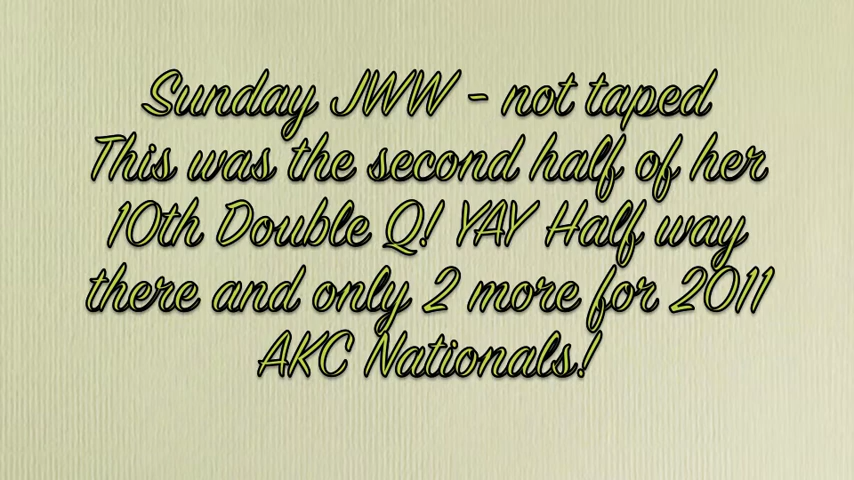 Sunday JWW - not taped
This was the second half of her
10th Double Q! YAY Half way
there and only 2 more for 2011
AKC Nationals!